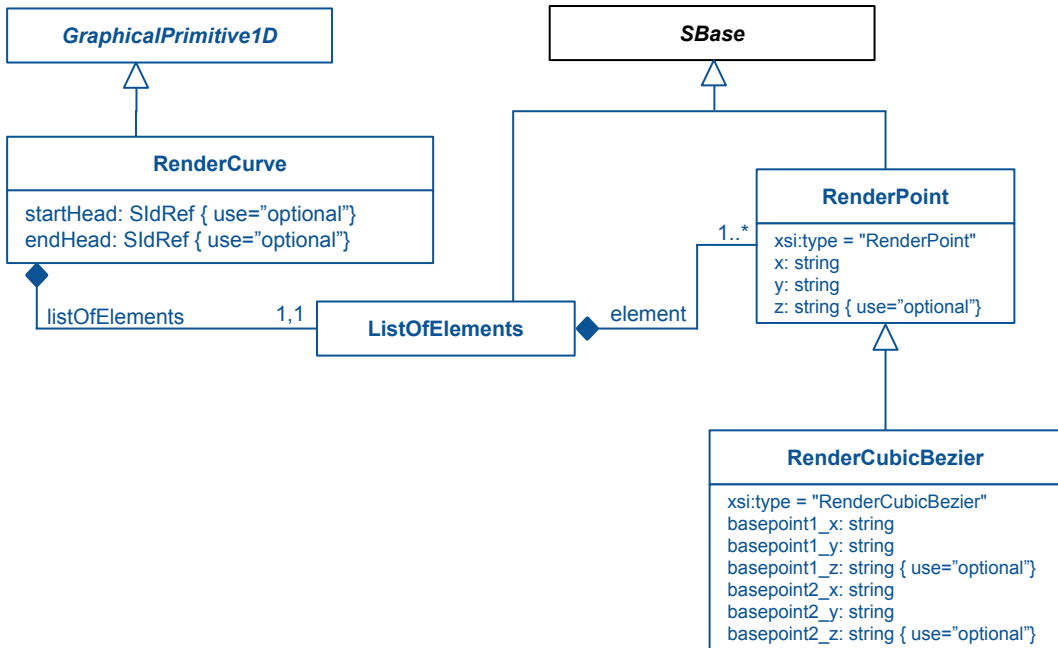 GraphicalPrimitive1D
SBase
RenderCurve
startHead: SIdRef { use=”optional”}
endHead: SIdRef { use=”optional”}
RenderPoint
xsi:type = "RenderPoint"
x: string
y: string
z: string { use=”optional”}
1..*
listOfElements
1,1
ListOfElements
element
RenderCubicBezier
xsi:type = "RenderCubicBezier"
basepoint1_x: string
basepoint1_y: string
basepoint1_z: string { use=”optional”}
basepoint2_x: string
basepoint2_y: string
basepoint2_z: string { use=”optional”}